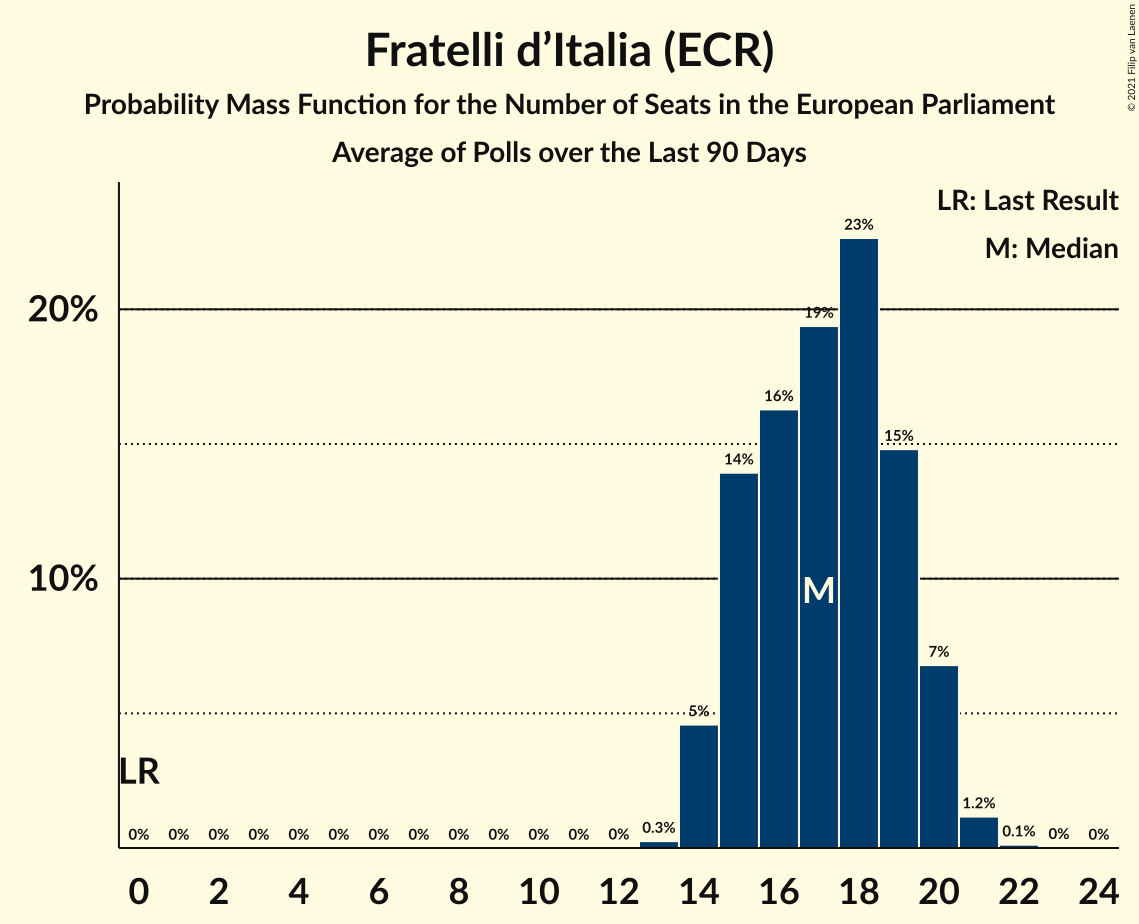 Fratelli d’Italia (ECR)
Probability Mass Function for the Number of Seats in the European Parliament
Average of Polls over the Last 90 Days
© 2021 Filip van Laenen
LR: Last Result
M: Median
23%
20%
19%
16%
15%
14%
10%
M
7%
5%
LR
1.2%
0% 0% 0% 0% 0% 0% 0% 0% 0% 0% 0% 0% 0% 0.3% 0.1% 0% 0%
0 2 4 6 8 10 12 14 16 18 20 22 24